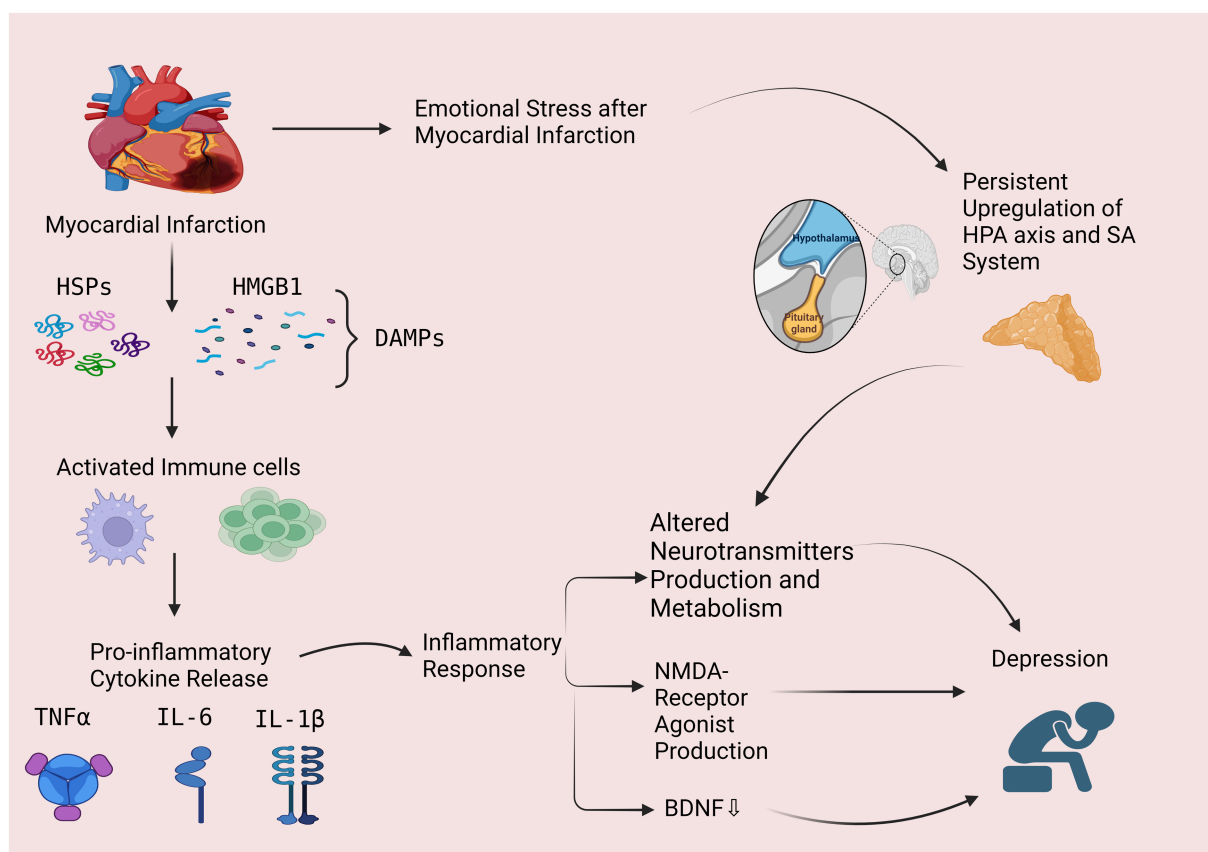 Emotional Stress after
Myocardial Infarction
Persistent
Upregulation of
HPA axis and SA
System
Myocardial Infarction
Hypothalamus
Pituitary
gland
HSPs
HMGB1
DAMPs
Activated Immune cells
Altered
Neurotransmitters
Production and
Metabolism
Pro-inflammatory
Cytokine Release
Inflammatory
Response
Depression
NMDA-
Receptor
Agonist
Production
TNFα
IL-6
IL-1β
BDNF⇩